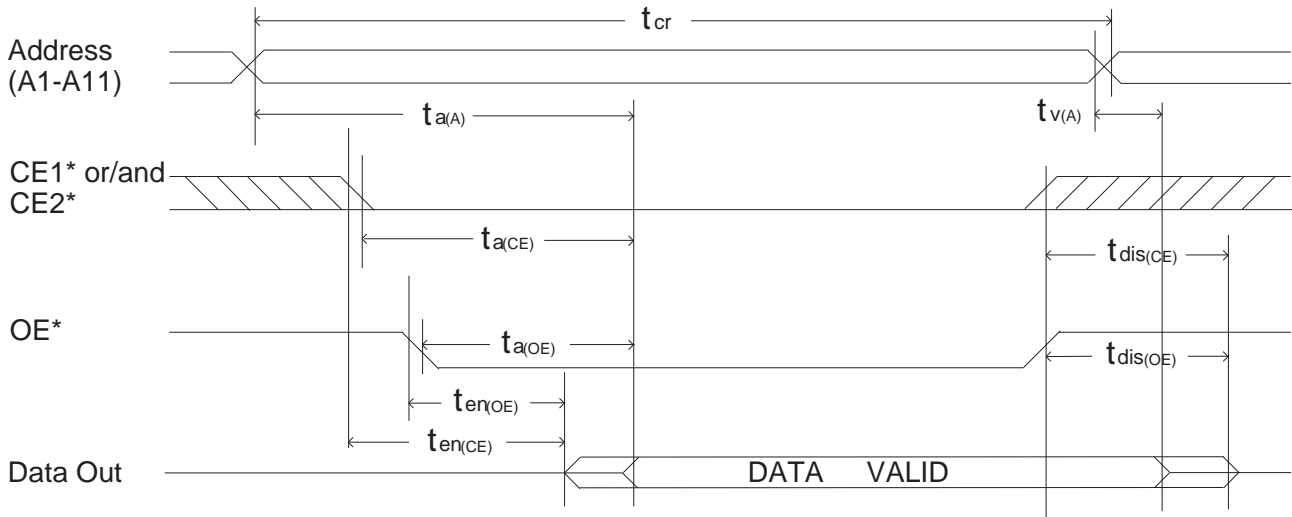 tcr
Address
(A1-A11)
ta(A)
tv(A)
CE1* or/and
CE2*
ta(CE)
tdis(CE)
OE*
ta(OE)
tdis(OE)
ten(OE)
ten(CE)
Data Out
DATA VALID